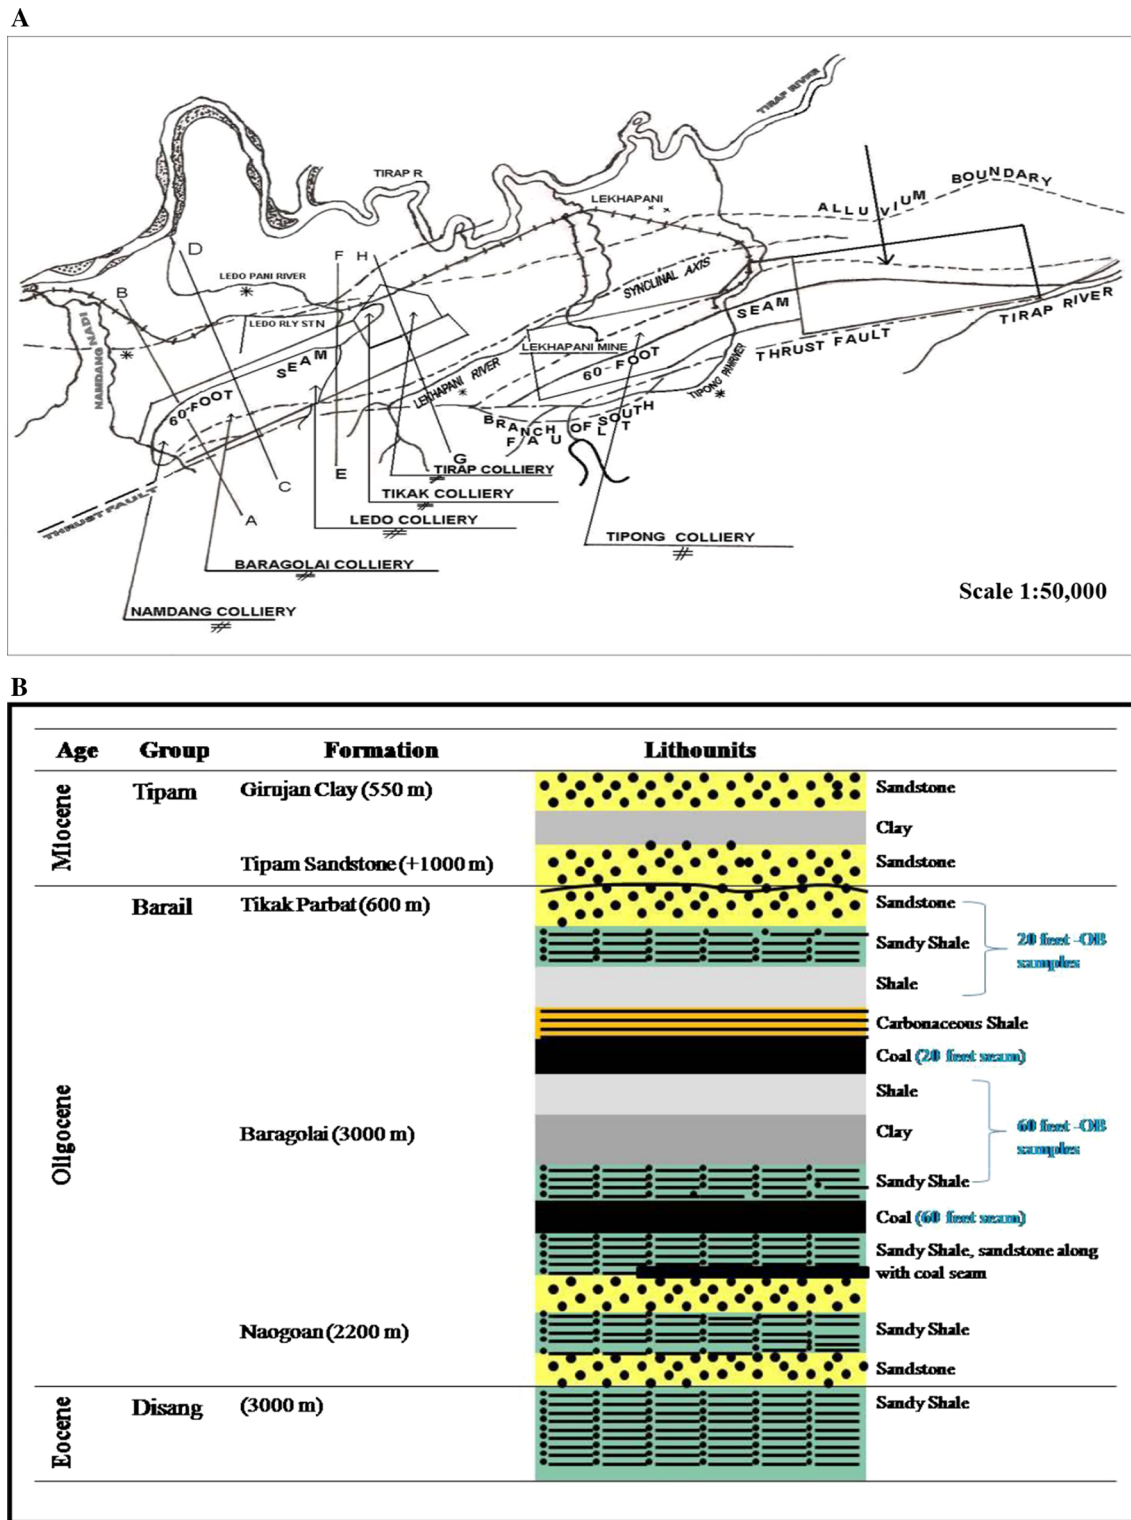 A
TIRAP RIVER
TIRAP R
LEKHAPANI
ALLUVIUM BOUNDARY
D
F H
LEDO PANI RIVER
B
SYNCLINAL AXIS
NAMDANG NADI
LEDO RLY STN
SEAM
60-FOOT
SEAM
LEKHAPANI MINE
60-FOOT
THRUST FAULT
TIRAP RIVER
LEKHAPANI RIVER
TIPONG PANIRIVER
BRANCH OF SOUTH
FAULT
G
E
C
A
THRUST FAULT
TIRAP COLLIERY
TIKAK COLLIERY
LEDO COLLIERY
TIPONG COLLIERY
BARAGOLAI COLLIERY
NAMDANG COLLIERY
Scale 1:50,000
B
Age Group Formation Lithounits
Miocene
Tipam Girujan Clay (550 m) Sandstone
Clay
Tipam Sandstone (+1000 m) Sandstone
Oligocene
Barail Tikak Parbat (600 m) Sandstone
Sandy Shale
20 feet -OB
samples
Shale
Carbonaceous Shale
Coal (20 feet seam)
Shale
Baragolai (3000 m) Clay
60 feet -OB
samples
Sandy Shale
Coal (60 feet seam)
Sandy Shale, sandstone along
with coal seam
Naogoan (2200 m) Sandy Shale
Sandstone
Eocene
Disang (3000 m) Sandy Shale